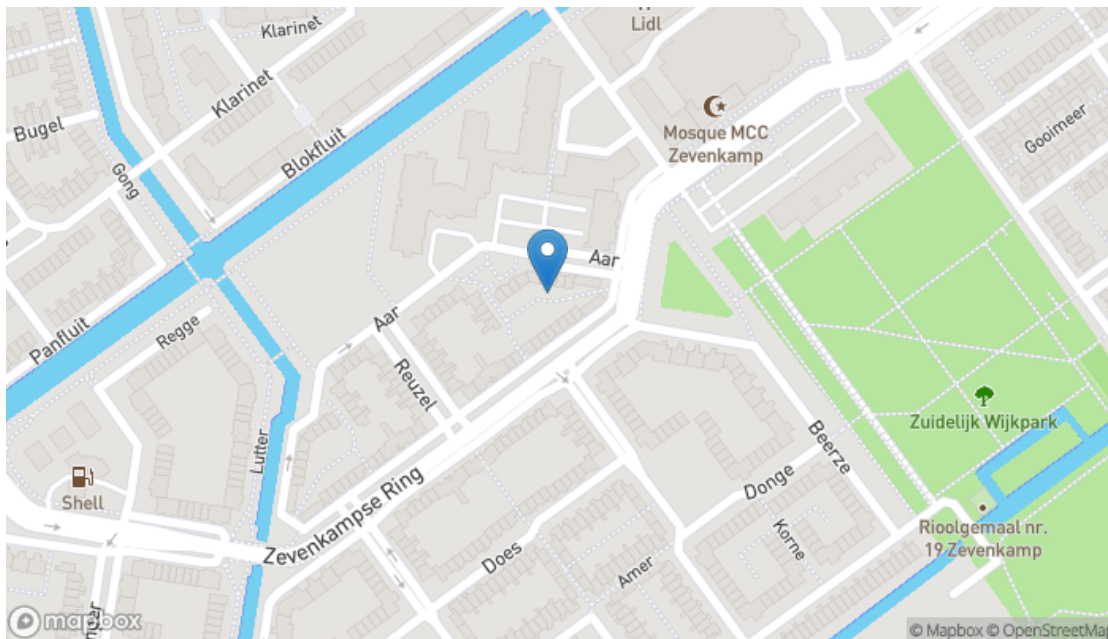 Klarinet
Lidl
Klarinet
Bugel
Blokfluit
Gong
Mosque MCC
Zevenkamp
Gooimeer
Aar
Panfluit
Regge
Aar
Reuzel
Zuidelijk Wijkpark
Lutter
Beerze
Shell
Donge
Zevenkampse Ring
Korne
Rioolgemaal nr.
19 Zevenkamp
Does
Amer
mapbox
© Mapbox © OpenStreetMap